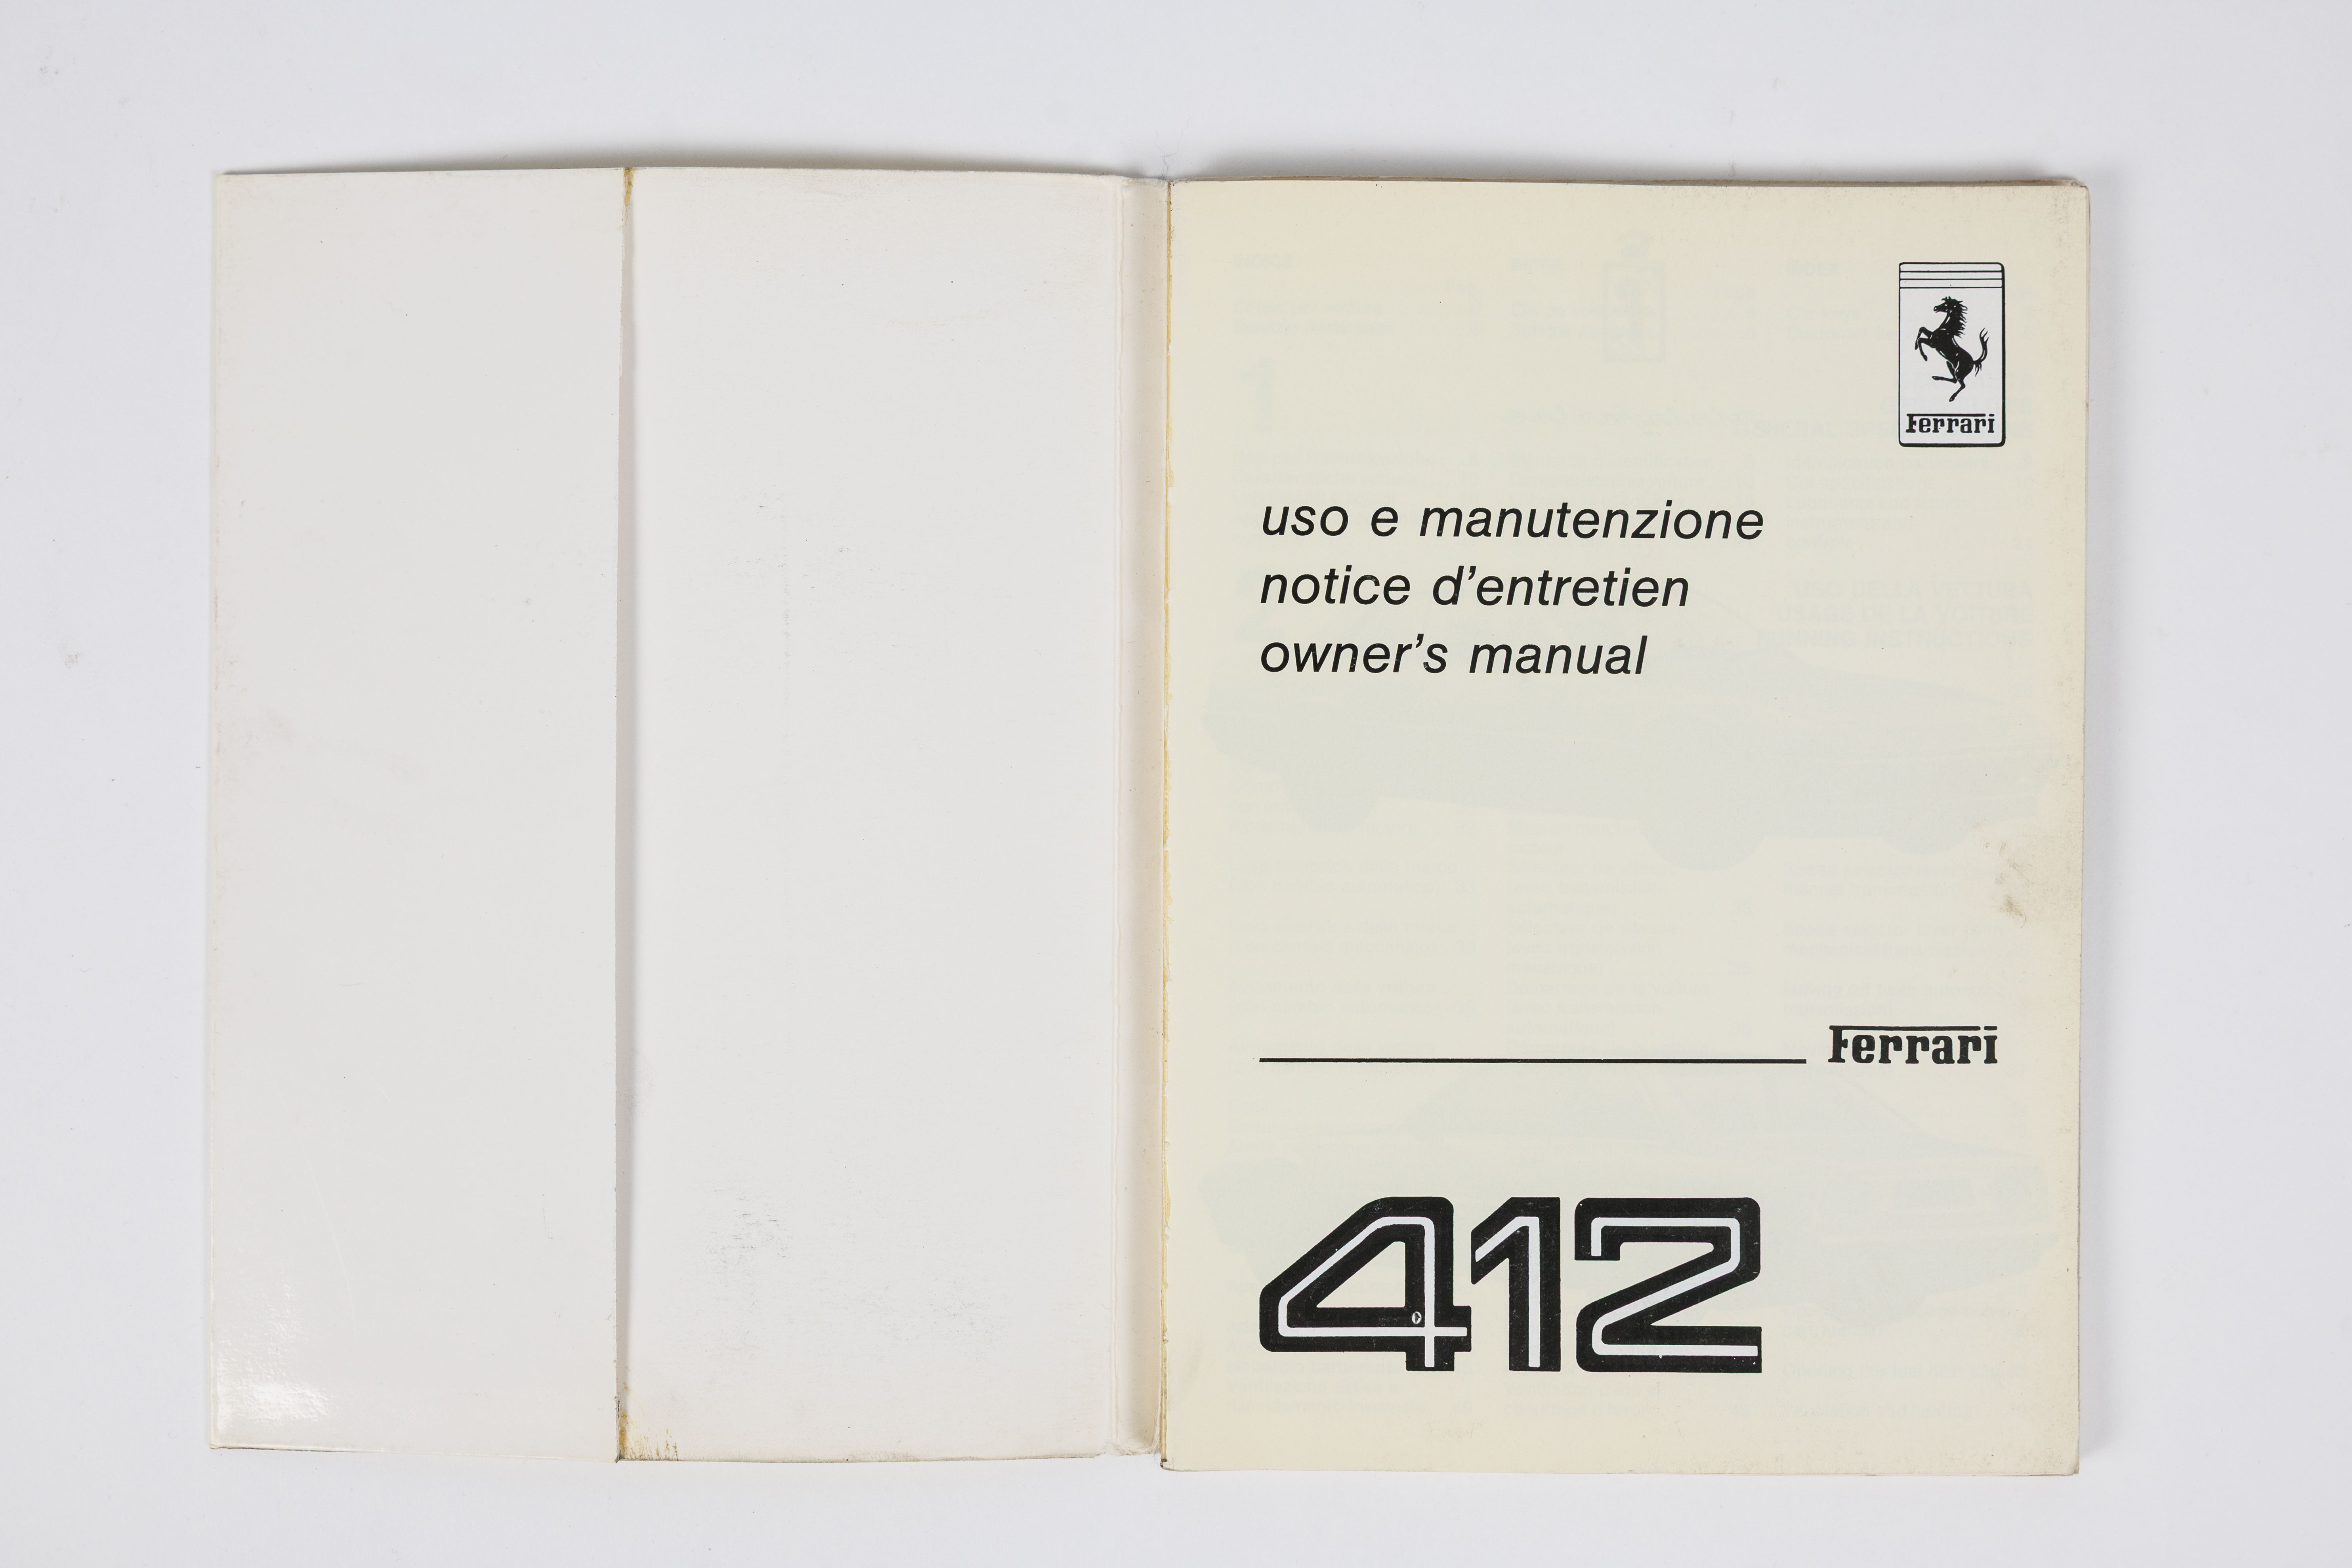 Ferrari
uso e manutenzione
notice d'entretien
owner's manual
Ferrari
412